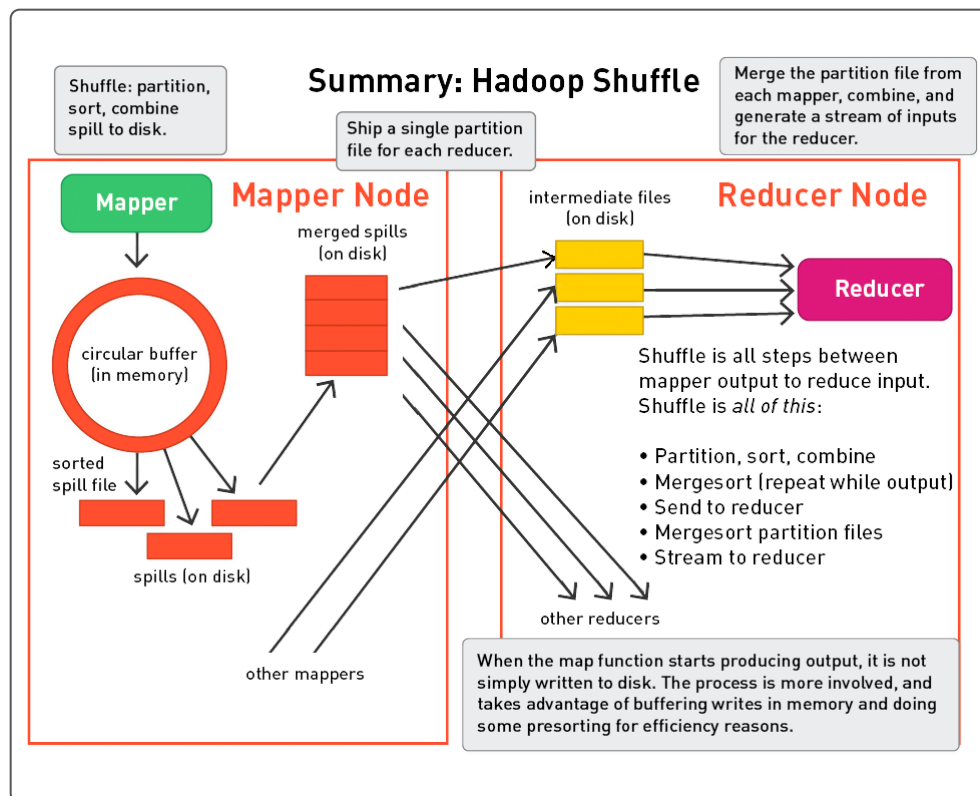 Summary: Hadoop Shuffle
Shuffle: partition,
sort, combine
spill to disk.
Ship a single partition
file for each reducer.
Merge the partition file from
each mapper, combine, and
generate a stream of inputs
for the reducer.
Mapper Node
Mapper
circular buffer
(in memory)
sorted
spill file
spills (on disk)
merged spills
(on disk)
other mappers
Reducer Node
intermediate files
(on disk)
Reducer
Shuffle is all steps between
mapper output to reduce input.
Shuffle is all of this:
• Partition, sort, combine
• Mergesort (repeat while output)
• Send to reducer
• Mergesort partition files
• Stream to reducer
other reducers
When the map function starts producing output, it is not
simply written to disk. The process is more involved, and
takes advantage of buffering writes in memory and doing
some presorting for efficiency reasons.